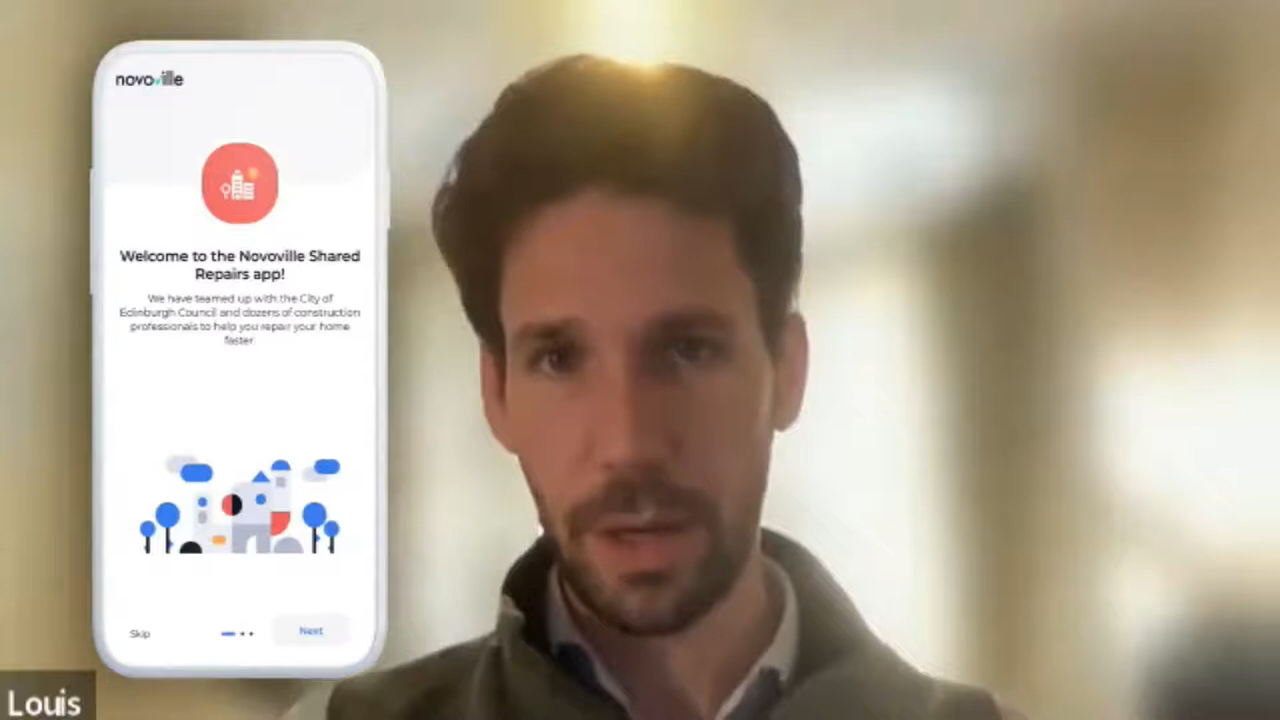 novoville
Welcome to the Novoville Shared
Repairs app!
We have teamed up with the City of
Edinburgh Council and dozens of construction
professionals to help you repair your home
faster.
Skip
Next
Louis